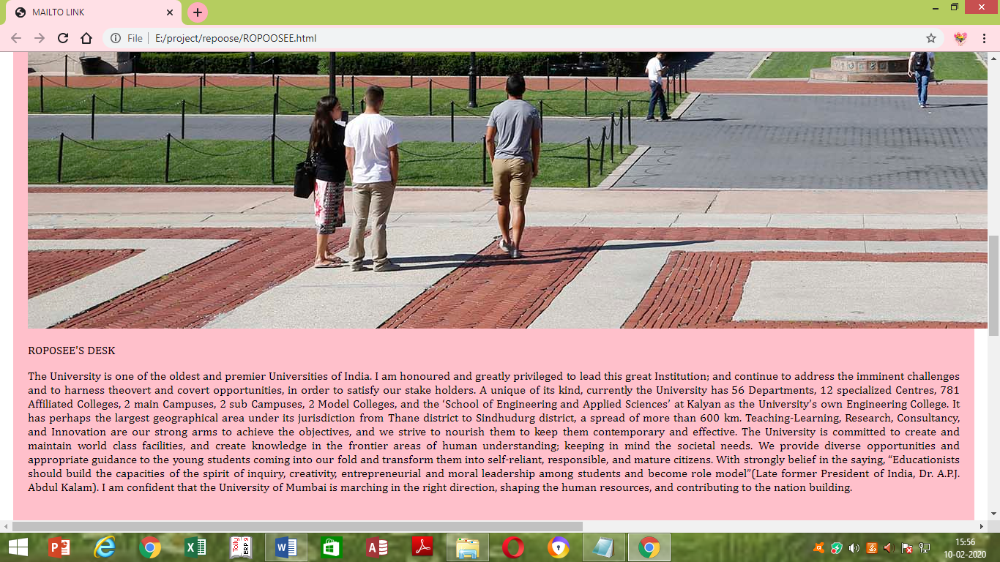 MAILTO LINK
File
E:/project/repoose/ROPOOSEE.html
ROPOSEE'S DESK
The University is one of the oldest and premier Universities of India. I am honoured and greatly privileged to lead this great Institution; and continue to address the imminent challenges
and to harness theovert and covert opportunities, in order to satisfy our stake holders. A unique of its kind, currently the University has 56 Departments, 12 specialized Centres, 781
Affiliated Colleges, 2 main Campuses, 2 sub Campuses, 2 Model Colleges, and the ‘School of Engineering and Applied Sciences’ at Kalyan as the University’s own Engineering College. It
has perhaps the largest geographical area under its jurisdiction from Thane district to Sindhudurg district, a spread of more than 600 km. Teaching-Learning, Research, Consultancy,
and Innovation are our strong arms to achieve the objectives, and we strive to nourish them to keep them contemporary and effective. The University is committed to create and
maintain world class facilities, and create knowledge in the frontier areas of human understanding; keeping in mind the societal needs. We provide diverse opportunities and
appropriate guidance to the young students coming into our fold and transform them into self-reliant, responsible, and mature citizens. With strongly belief in the saying, “Educationists
should build the capacities of the spirit of inquiry, creativity, entrepreneurial and moral leadership among students and become role model”(Late former President of India, Dr. A.P.J.
Abdul Kalam). I am confident that the University of Mumbai is marching in the right direction, shaping the human resources, and contributing to the nation building.
Tally
ERP 9
15:56
10-02-2020